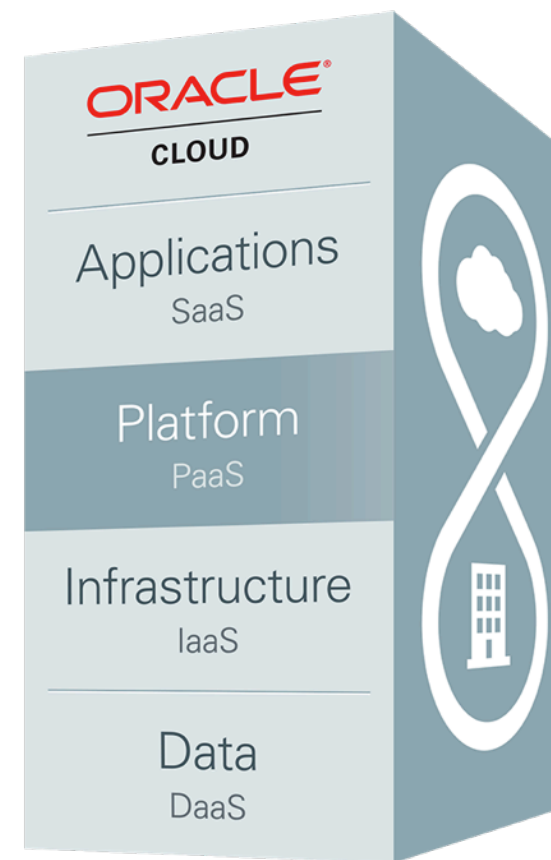 ORACLE®
CLOUD
Applications
SaaS
Platform
PaaS
Infrastructure
IaaS
Data
DaaS